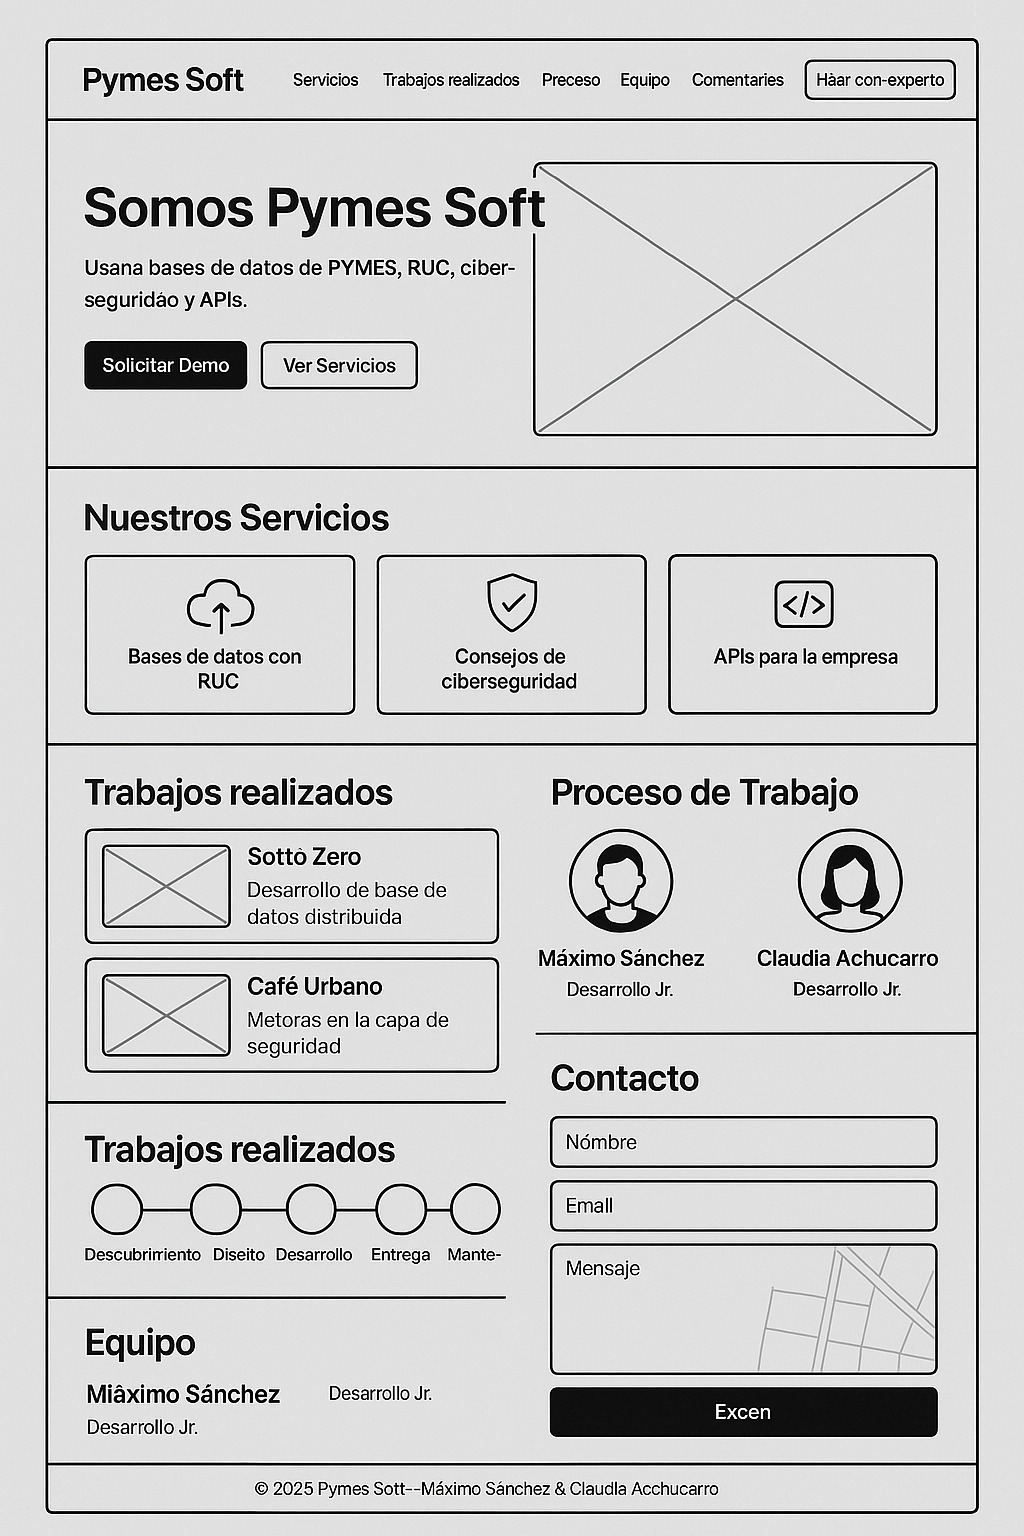 Pymes Soft
Servicios
Trabajos realizados
Preceso
Equipo
Comentaries
Hàar con-experto
Somos Pymes Soft
Usana bases de datos de PYMES, RUC, ciber-
seguridáo y APIs.
Solicitar Demo
Ver Servicios
Nuestros Servicios
Bases de datos con
RUC
Consejos de
ciberseguridad
</>
APIs para la empresa
Trabajos realizados
Sottò Zero
Desarrollo de base de
datos distribuida
Café Urbano
Metoras en la capa de
seguridad
Proceso de Trabajo
Máximo Sánchez
Desarrollo Jr.
Claudia Achucarro
Desarrollo Jr.
Trabajos realizados
Descubrimiento
Diseito
Desarrollo
Entrega
Mante-
Equipo
Miâximo Sánchez
Desarrollo Jr.
Desarrollo Jr.
Contacto
Nómbre
Emall
Mensaje
Excen
© 2025 Pymes Sott--Máximo Sánchez & Claudla Acchucarro